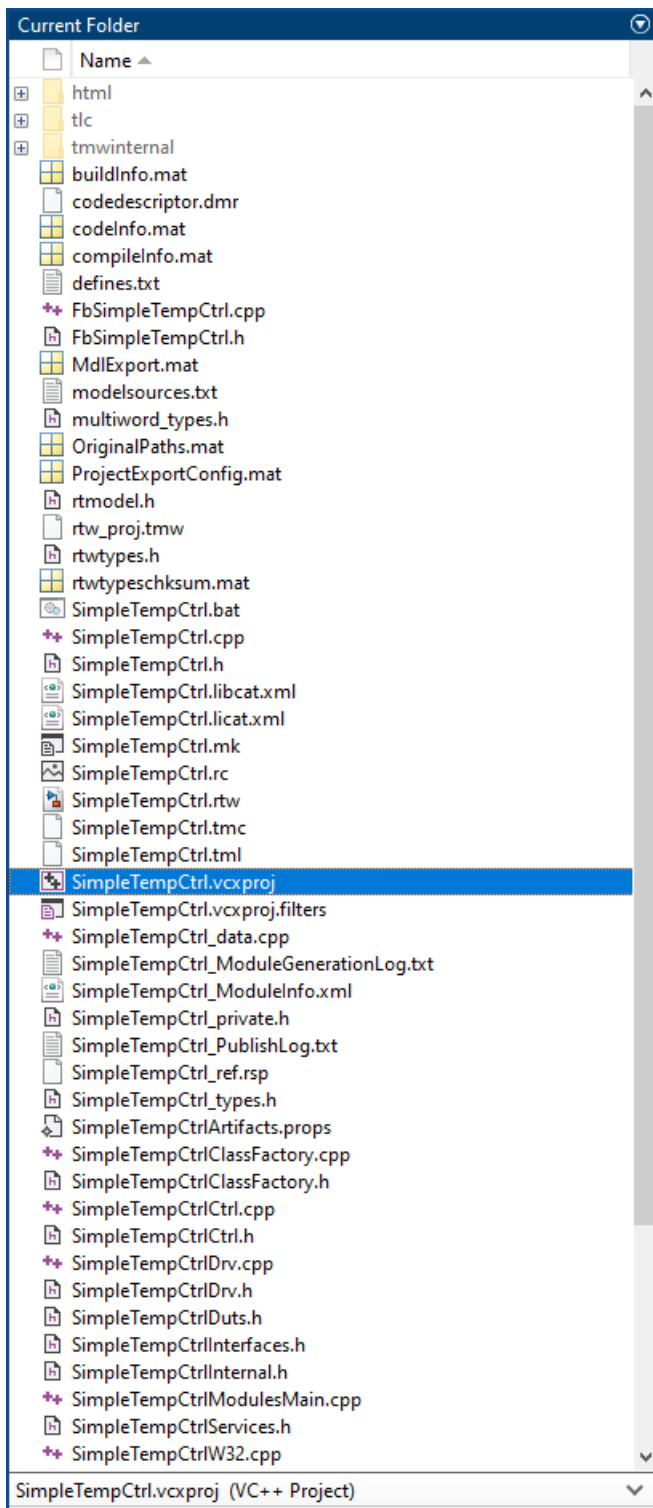 Current Folder
Name
html
tlc
tmwinternal
buildInfo.mat
codedescriptor.dmr
codeInfo.mat
compileInfo.mat
defines.txt
FbSimpleTempCtrl.cpp
FbSimpleTempCtrl.h
MdlExport.mat
modelsources.txt
multiword_types.h
OriginalPaths.mat
ProjectExportConfig.mat
rtmodel.h
rtw_proj.tmw
rtwtypes.h
rtwtypeschksum.mat
SimpleTempCtrl.bat
SimpleTempCtrl.cpp
SimpleTempCtrl.h
SimpleTempCtrl.libcat.xml
SimpleTempCtrl.licat.xml
SimpleTempCtrl.mk
SimpleTempCtrl.rc
SimpleTempCtrl.rtw
SimpleTempCtrl.tmc
SimpleTempCtrl.tml
SimpleTempCtrl.vcxproj
SimpleTempCtrl.vcxproj.filters
SimpleTempCtrl_data.cpp
SimpleTempCtrl_ModuleGenerationLog.txt
SimpleTempCtrl_ModuleInfo.xml
SimpleTempCtrl_private.h
SimpleTempCtrl_PublishLog.txt
SimpleTempCtrl_ref.rsp
SimpleTempCtrl_types.h
SimpleTempCtrlArtifacts.props
SimpleTempCtrlClassFactory.cpp
SimpleTempCtrlClassFactory.h
SimpleTempCtrlCtrl.cpp
SimpleTempCtrlCtrl.h
SimpleTempCtrlDrv.cpp
SimpleTempCtrlDrv.h
SimpleTempCtrlDuts.h
SimpleTempCtrlInterfaces.h
SimpleTempCtrlInternal.h
SimpleTempCtrlModulesMain.cpp
SimpleTempCtrlServices.h
SimpleTempCtrlW32.cpp
SimpleTempCtrl.vcxproj (VC++ Project)